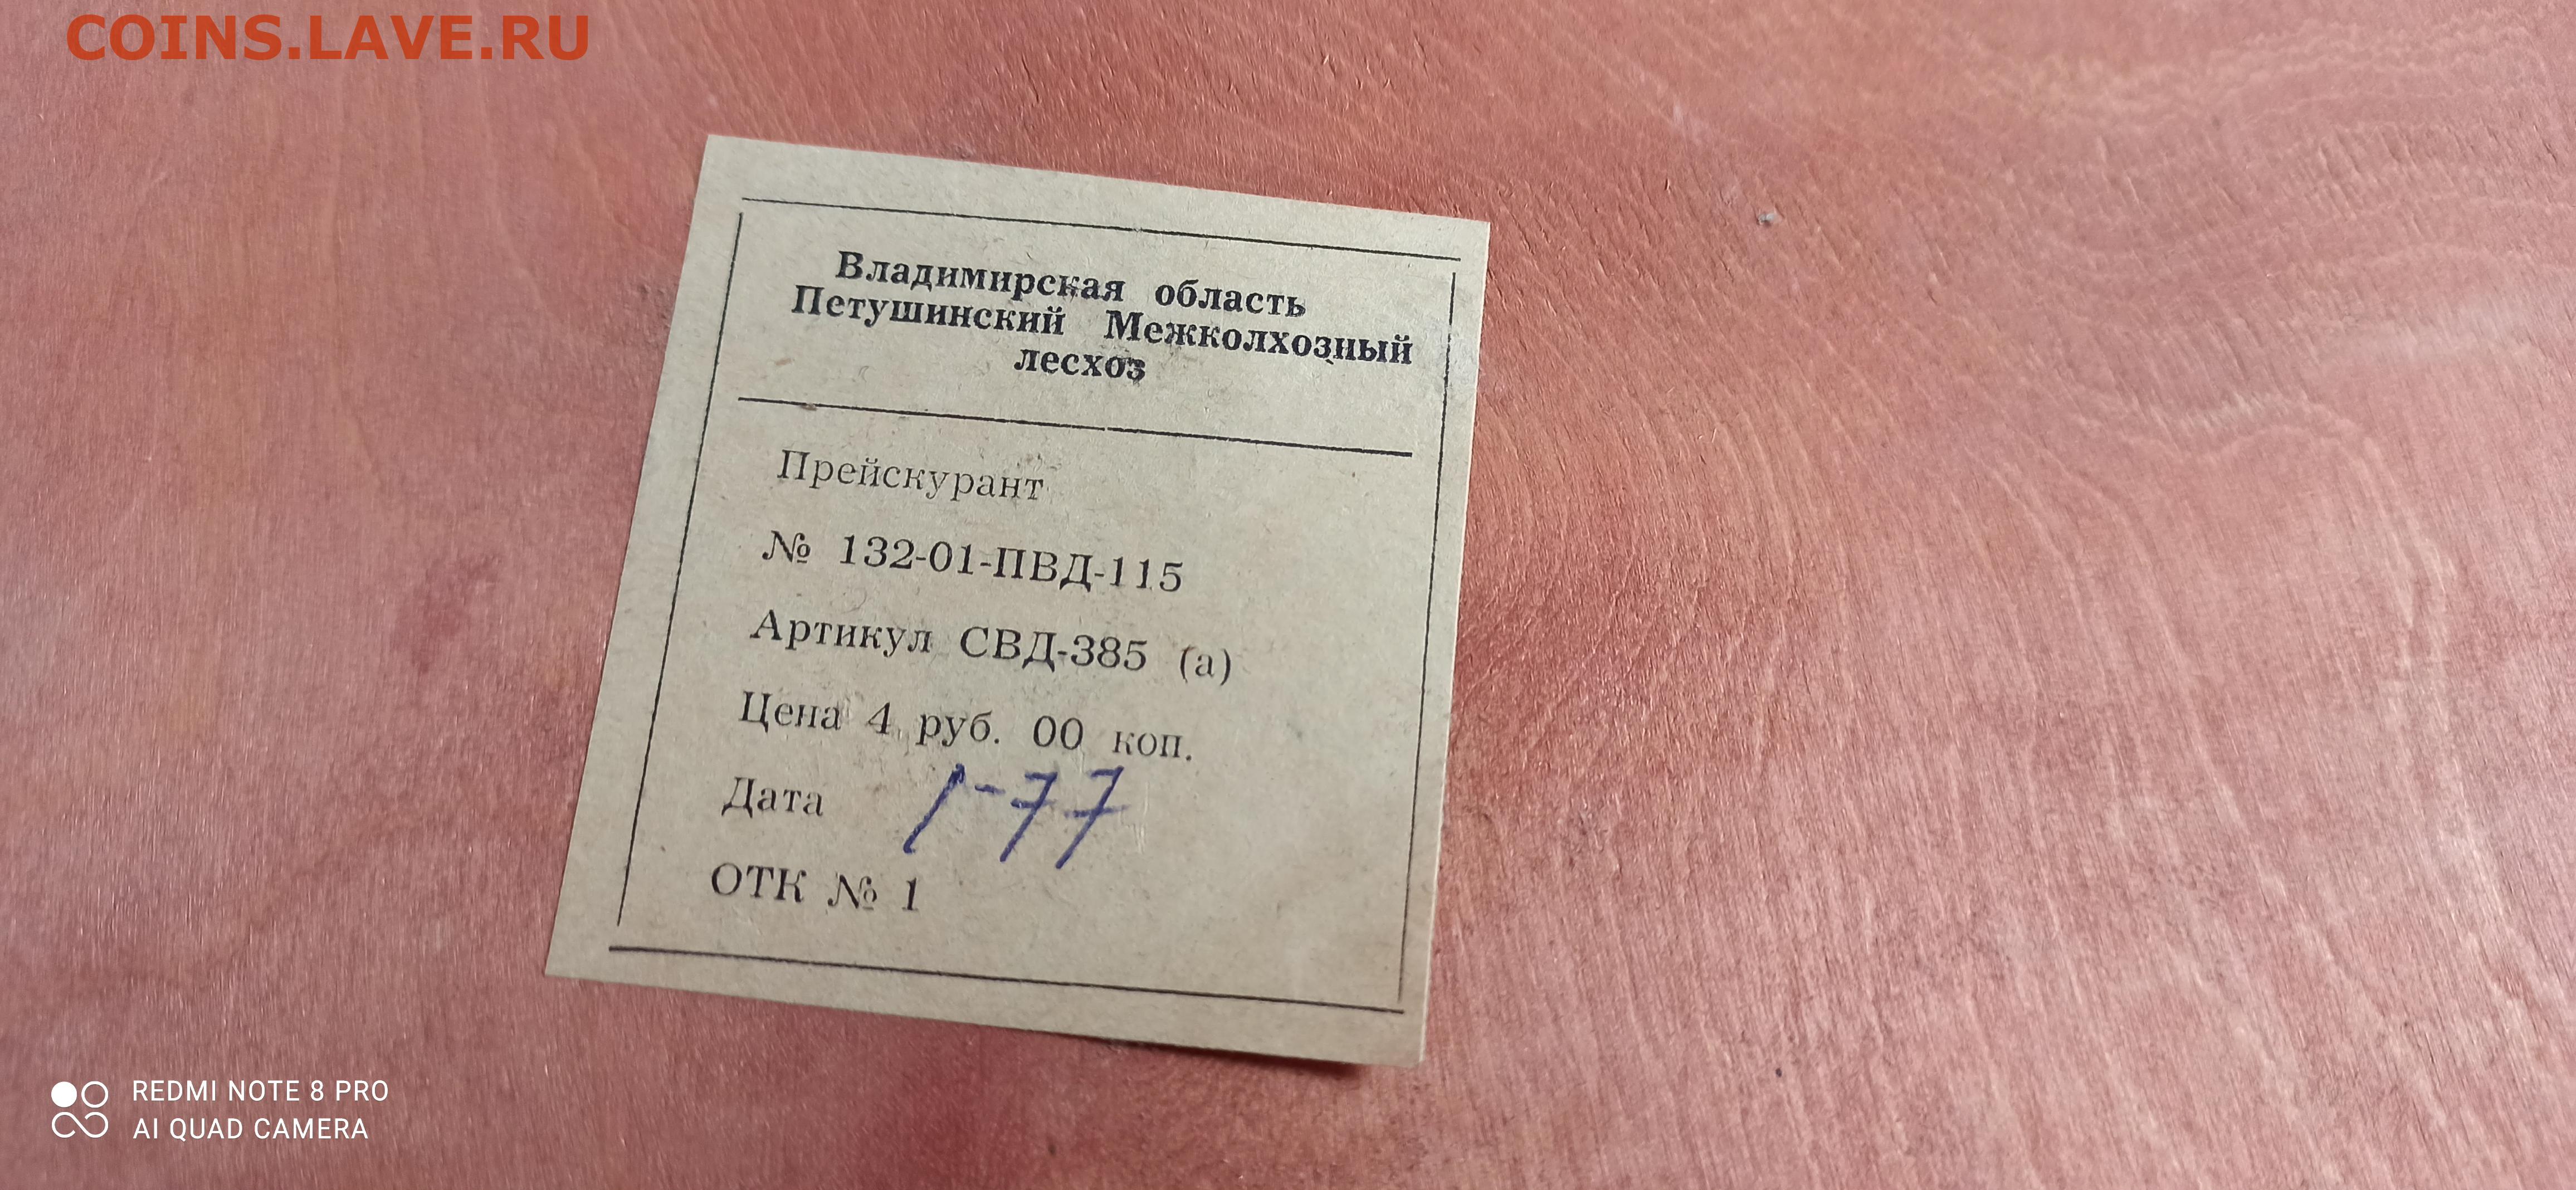 COINS.LAVE.RU
Владимирская область
Петушинский Межколхозный
лесхоз
Прейскурант
№ 132-01-ПВД-115
Артикул СВД-385 (а)
Цена 4 руб. 00 коп.
Дата 1-77
ОТК № 1
REDMI NOTE 8 PRO
AI QUAD CAMERA